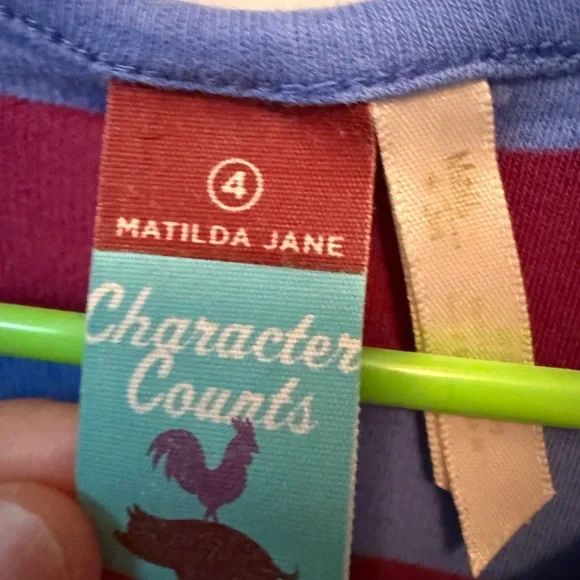 4
MATILDA JANE
Character
Counts